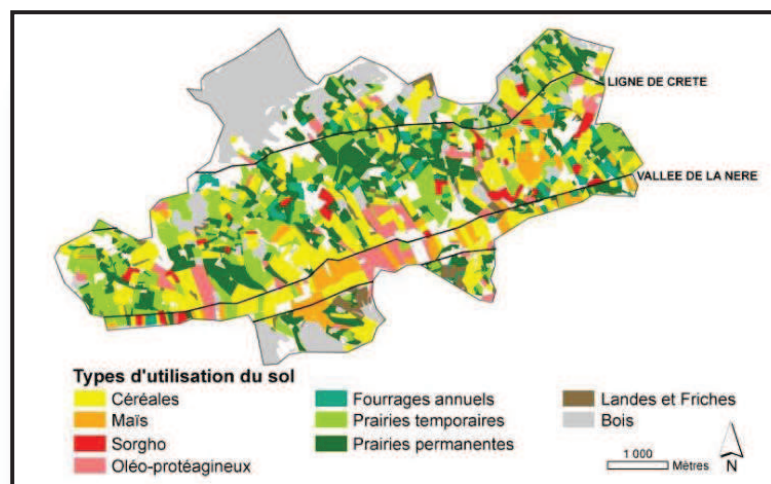 LIGNE DE CRETE
VALLEE DE LA NERE
Types d'utilisation du sol
Céréales
Maïs
Sorgho
Oléo-protéagineux
Fourrages annuels
Prairies temporaires
Prairies permanentes
Landes et Friches
Bois
1 000
Mètres
N